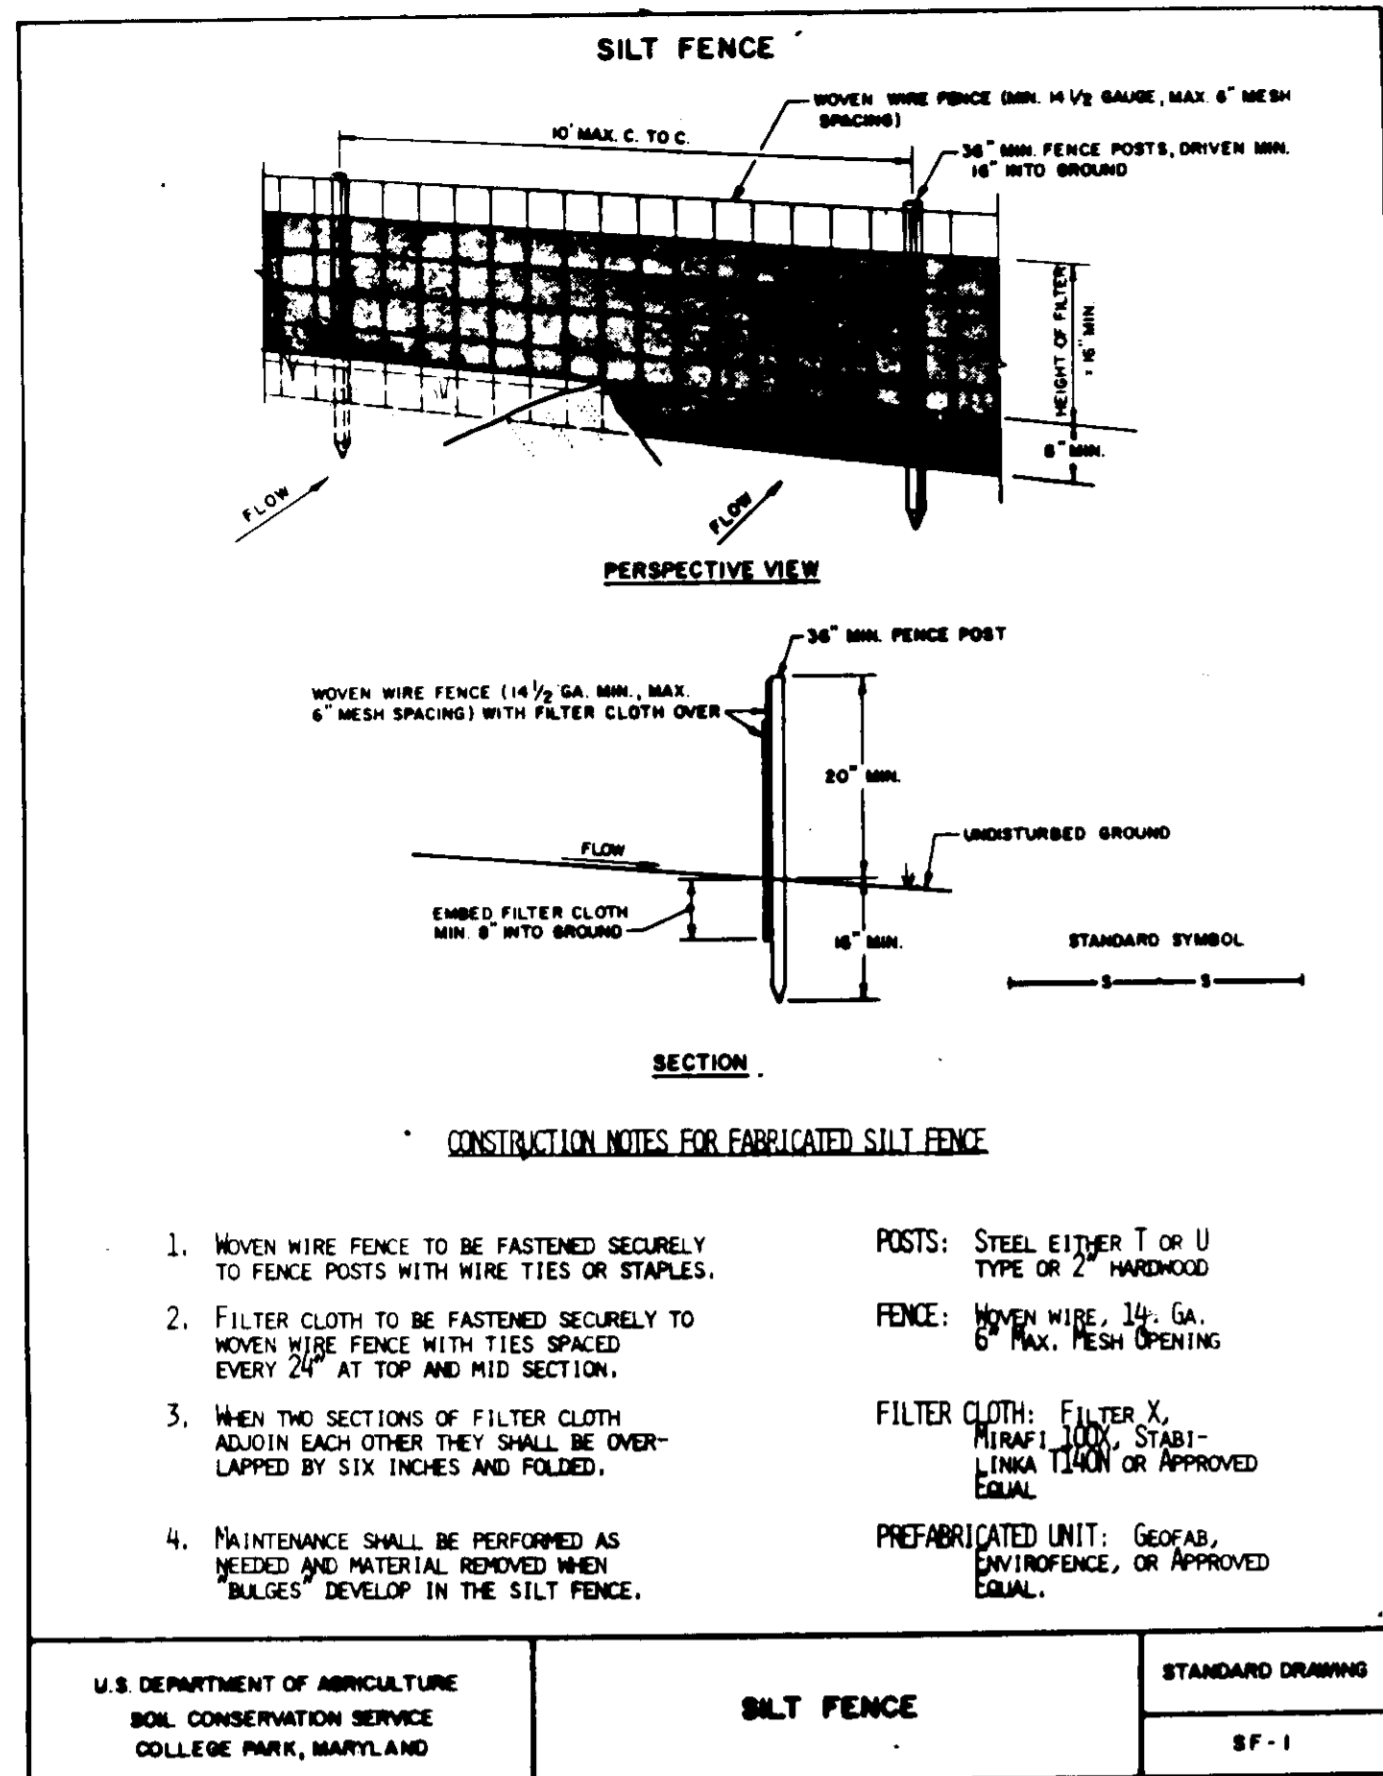 SILT FENCE
WOVEN WIRE FENCE (MIN. 14 1/2 GAUGE, MAX. 6" MESH
SPACING)
10' MAX. C. TO C.
36" MIN. FENCE POSTS, DRIVEN MIN.
16" INTO GROUND
HEIGHT OF FILTER
= 16" MIN.
8" MIN.
FLOW
FLOW
PERSPECTIVE VIEW
36" MIN. FENCE POST
WOVEN WIRE FENCE (14 1/2 GA. MIN., MAX.
6" MESH SPACING) WITH FILTER CLOTH OVER
20" MIN.
UNDISTURBED GROUND
FLOW
EMBED FILTER CLOTH
MIN. 8" INTO GROUND
16" MIN.
STANDARD SYMBOL
S S
SECTION
CONSTRUCTION NOTES FOR FABRICATED SILT FENCE
1. WOVEN WIRE FENCE TO BE FASTENED SECURELY
TO FENCE POSTS WITH WIRE TIES OR STAPLES.
2. FILTER CLOTH TO BE FASTENED SECURELY TO
WOVEN WIRE FENCE WITH TIES SPACED
EVERY 24" AT TOP AND MID SECTION.
3. WHEN TWO SECTIONS OF FILTER CLOTH
ADJOIN EACH OTHER THEY SHALL BE OVER-
LAPPED BY SIX INCHES AND FOLDED.
4. MAINTENANCE SHALL BE PERFORMED AS
NEEDED AND MATERIAL REMOVED WHEN
"BULGES" DEVELOP IN THE SILT FENCE.
POSTS: STEEL EITHER T OR U
TYPE OR 2" HARDWOOD
FENCE: WOVEN WIRE, 14. GA.
6" MAX. MESH OPENING
FILTER CLOTH: FILTER X,
MIRAFI 100X, STABI-
LINKA T140N OR APPROVED
EQUAL
PREFABRICATED UNIT: GEOFAB,
ENVIROFENCE, OR APPROVED
EQUAL.
U.S. DEPARTMENT OF AGRICULTURE
SOIL CONSERVATION SERVICE
COLLEGE PARK, MARYLAND
SILT FENCE
STANDARD DRAWING
SF-1